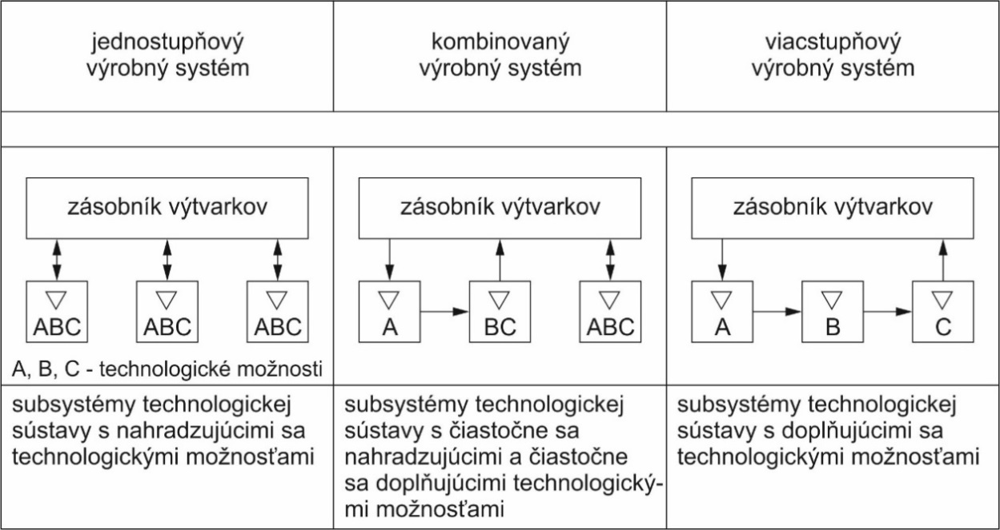 jednostupňový
výrobný systém
kombinovaný
výrobný systém
viacstupňový
výrobný systém
zásobník výtvarkov
ABC
ABC
ABC
A, B, C - technologické možnosti
zásobník výtvarkov
A
BC
ABC
zásobník výtvarkov
A
B
C
subsystémy technologickej
sústavy s nahradzujúcimi sa
technologickými možnosťami
subsystémy technologickej
sústavy s čiastočne sa
nahradzujúcimi a čiastočne
sa doplňujúcimi technologický-
mi možnosťami
subsystémy technologickej
sústavy s doplňujúcimi sa
technologickými možnosťami